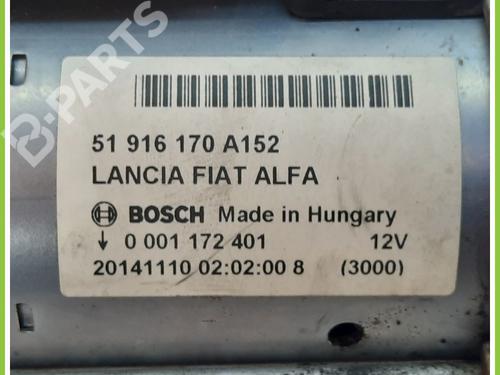 51 916 170 A152
LANCIA FIAT ALFA
BOSCH Made in Hungary
0 001 172 401 12V
20141110 02:02:00 8 (3000)
B-PARTS